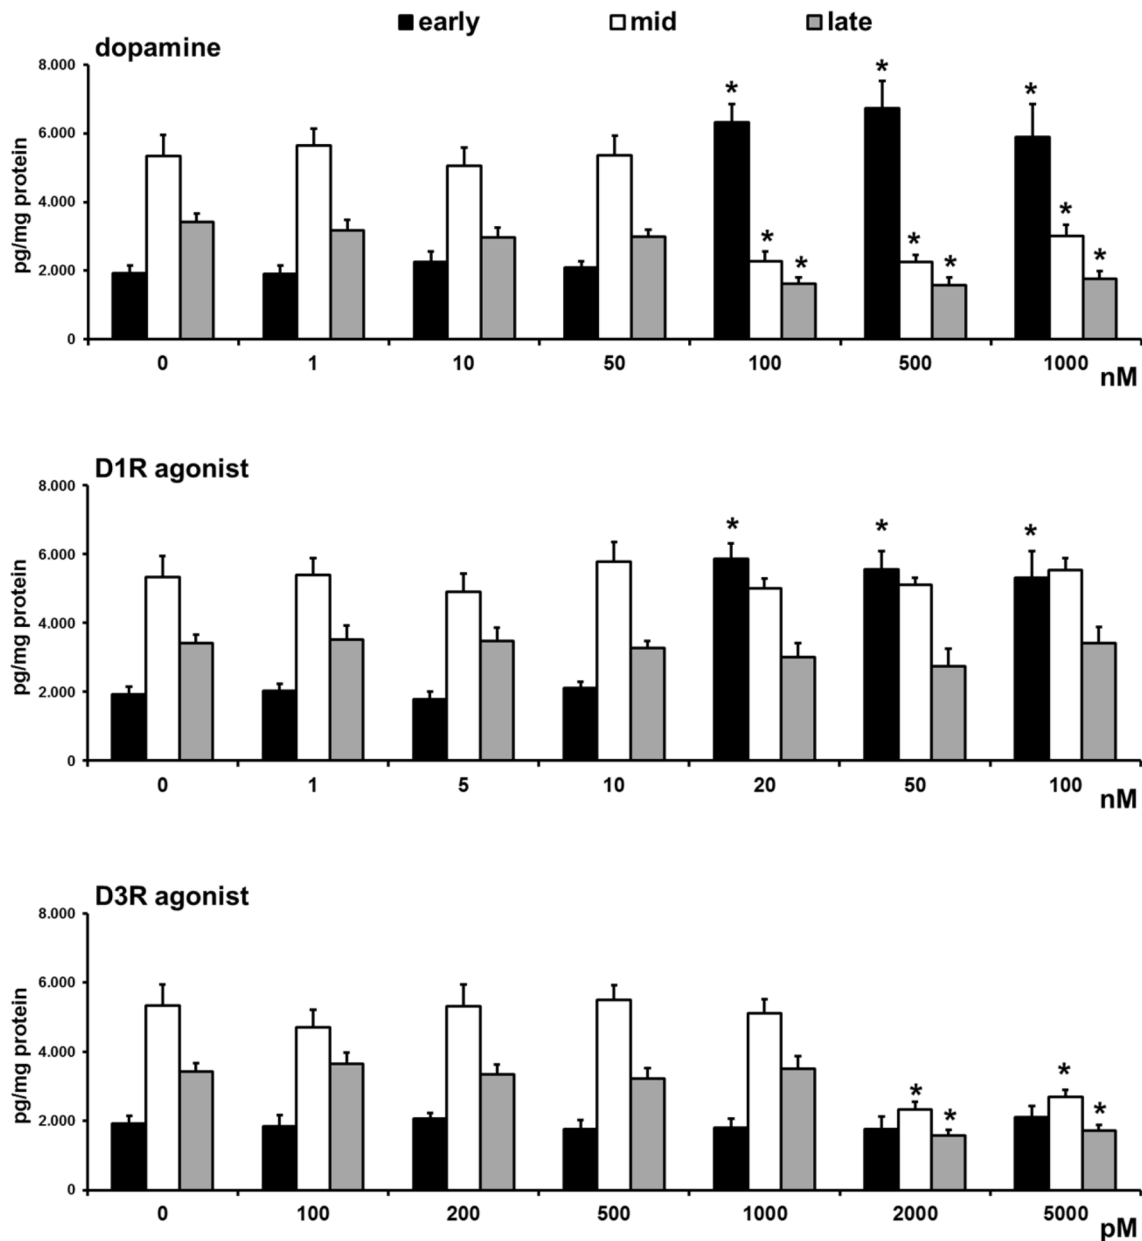 early mid late
dopamine
8.000
* * *
6.000
pg/mg protein
4.000
* * * * * *
2.000
0
0 1 10 50 100 500 1000 nM
D1R agonist
8.000
* * *
6.000
pg/mg protein
4.000
2.000
0
0 1 5 10 20 50 100 nM
D3R agonist
8.000
6.000
pg/mg protein
4.000
* * * *
2.000
0
0 100 200 500 1000 2000 5000 pM